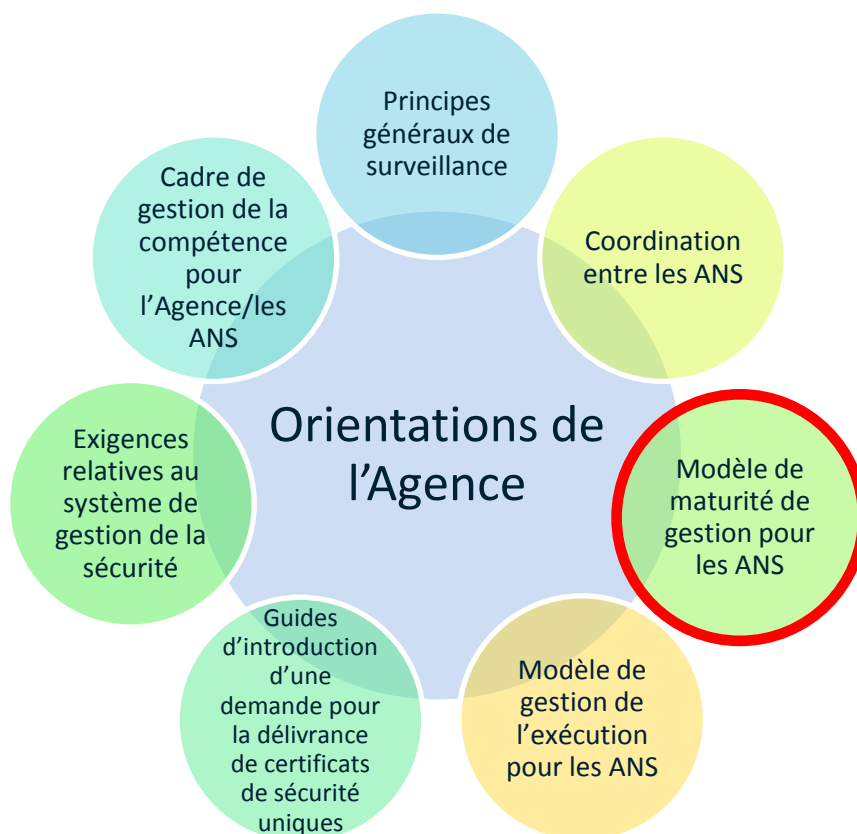 Principes
généraux de
surveillance
Cadre de
gestion de la
compétence
pour
l’Agence/les
ANS
Coordination
entre les ANS
Orientations de
l’Agence
Exigences
relatives au
système de
gestion de la
sécurité
Modèle de
maturité de
gestion pour
les ANS
Guides
d’introduction
d’une
demande pour
la délivrance
de certificats
de sécurité
uniques
Modèle de
gestion de
l’exécution
pour les ANS